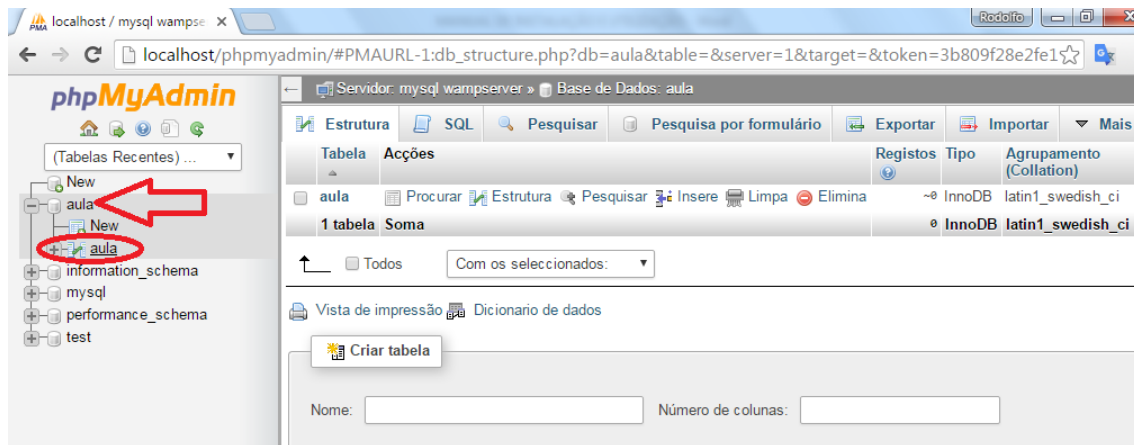 localhost / mysql wampse
Rodolfo
localhost/phpmyadmin/#PMAURL-1:db_structure.php?db=aula&table=&server=1&target=&token=3b809f28e2fe1
phpMyAdmin
(Tabelas Recentes) ...
New
aula
New
aula
information_schema
mysql
performance_schema
test
Servidor: mysql wampserver » Base de Dados: aula
Estrutura SQL Pesquisar Pesquisa por formulário Exportar Importar Mais
Tabela Acções Registos Tipo Agrupamento (Collation)
aula Procurar Estrutura Pesquisar Insere Limpa Elimina ~0 InnoDB latin1_swedish_ci
1 tabela Soma 0 InnoDB latin1_swedish_ci
Todos Com os seleccionados:
Vista de impressão Dicionario de dados
Criar tabela
Nome: Número de colunas: